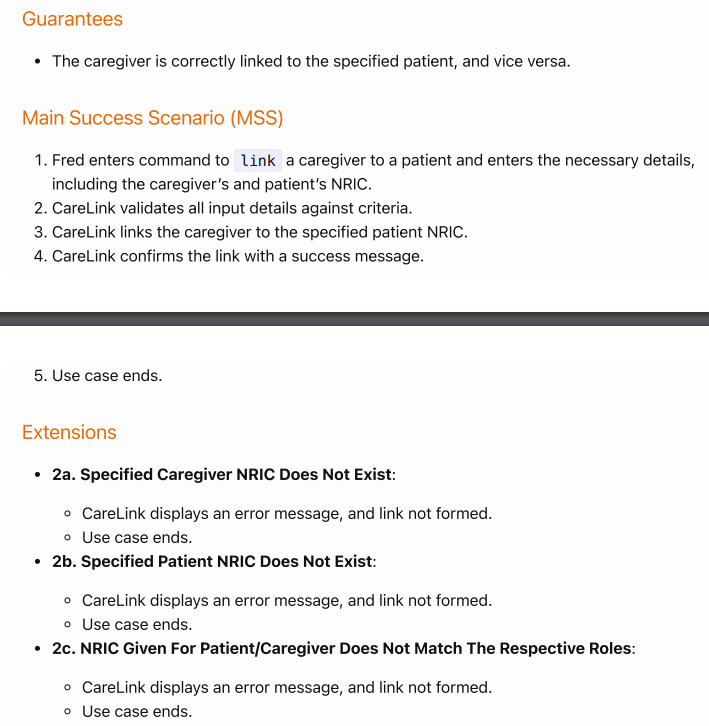 Guarantees
• The caregiver is correctly linked to the specified patient, and vice versa.
Main Success Scenario (MSS)
1. Fred enters command to link a caregiver to a patient and enters the necessary details,
including the caregiver's and patient's NRIC.
2. CareLink validates all input details against criteria.
3. CareLink links the caregiver to the specified patient NRIC.
4. CareLink confirms the link with a success message.
5. Use case ends.
Extensions
• 2a. Specified Caregiver NRIC Does Not Exist:
◦ CareLink displays an error message, and link not formed.
◦ Use case ends.
• 2b. Specified Patient NRIC Does Not Exist:
◦ CareLink displays an error message, and link not formed.
◦ Use case ends.
• 2c. NRIC Given For Patient/Caregiver Does Not Match The Respective Roles:
◦ CareLink displays an error message, and link not formed.
◦ Use case ends.